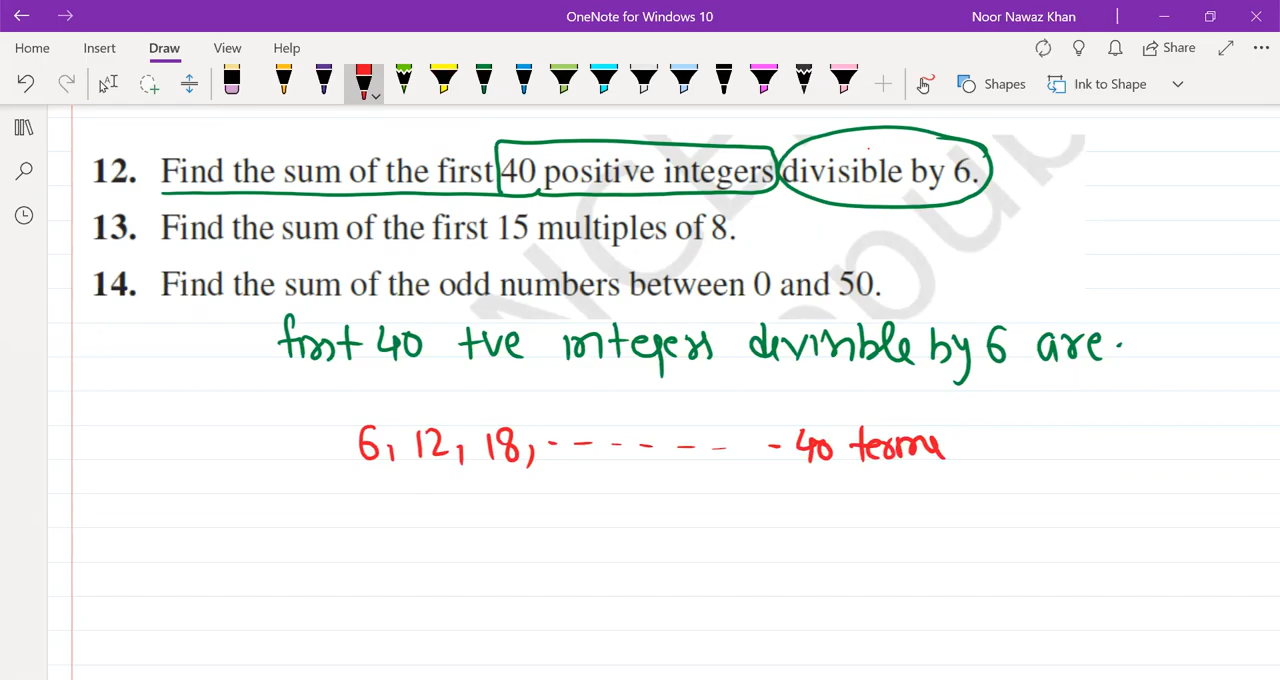 OneNote for Windows 10
Noor Nawaz Khan
Home Insert Draw View Help
Share
Shapes
Ink to Shape
12. Find the sum of the first 40 positive integers divisible by 6.
13. Find the sum of the first 15 multiples of 8.
14. Find the sum of the odd numbers between 0 and 50.
first 40 +ve integers divisible by 6 are.
6, 12, 18, ------- 40 terms